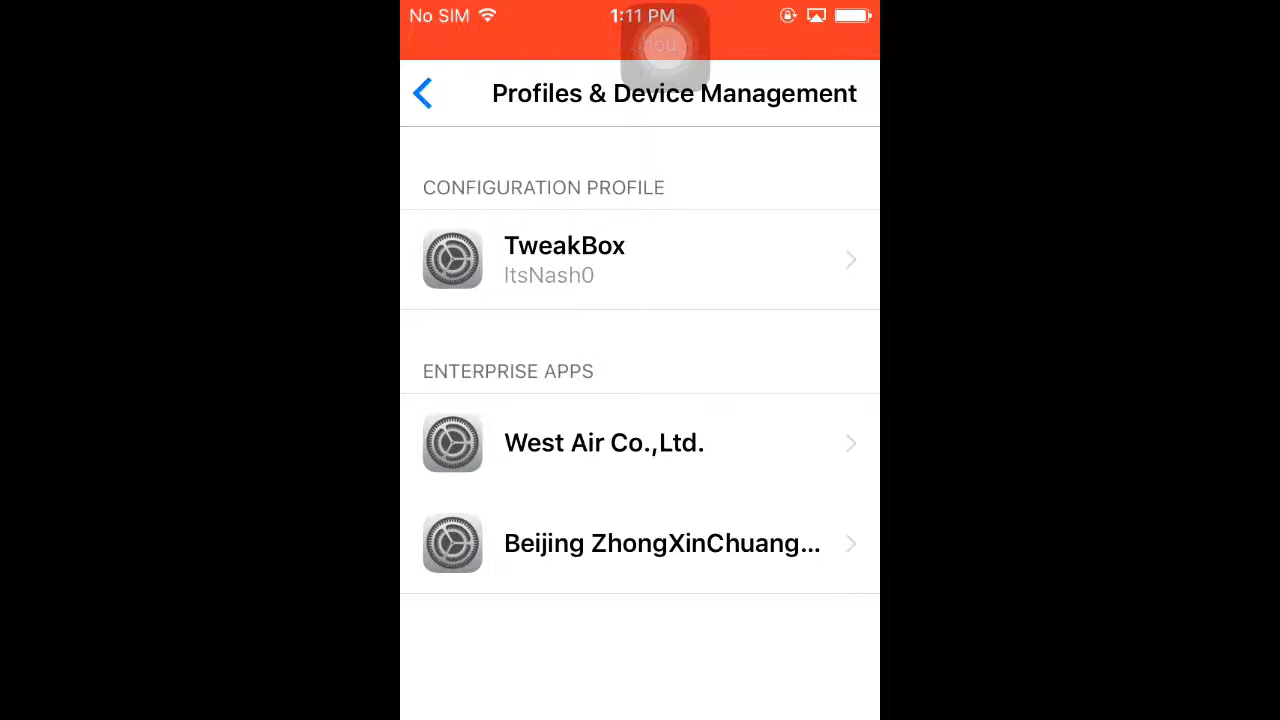 No SIM 1:11 PM
Profiles & Device Management
CONFIGURATION PROFILE
TweakBox
ItsNash0
ENTERPRISE APPS
West Air Co.,Ltd.
Beijing ZhongXinChuang...